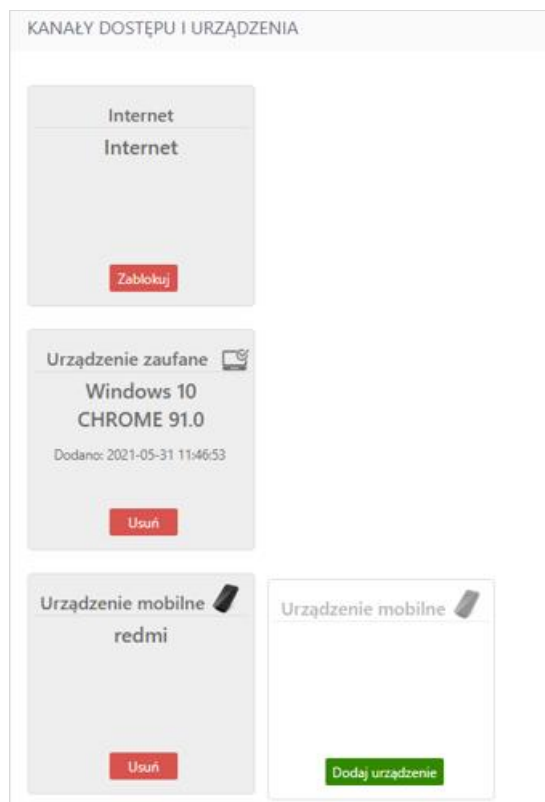 KANAŁY DOSTĘPU I URZĄDZENIA
Internet
Internet
Zablokuj
Urządzenie zaufane
Windows 10
CHROME 91.0
Dodano: 2021-05-31 11:46:53
Usuń
Urządzenie mobilne
redmi
Usuń
Urządzenie mobilne
Dodaj urządzenie